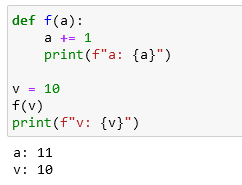 def f(a):
    a += 1
    print(f"a: {a}")

v = 10
f(v)
print(f"v: {v}")
a: 11
v: 10